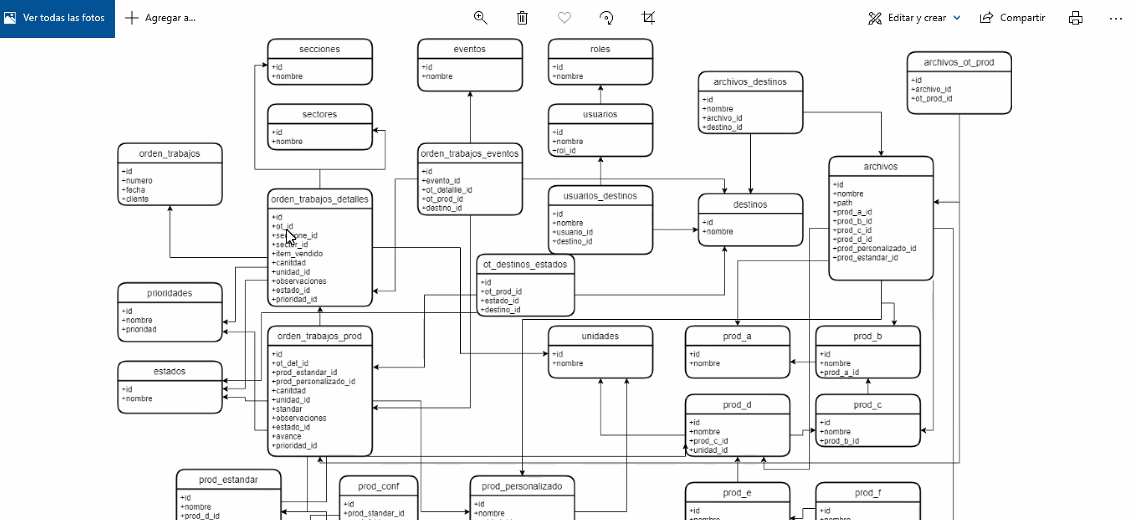 Ver todas las fotos
Agregar a...
Editar y crear
Compartir
secciones
+id
+nombre
eventos
+id
+nombre
roles
+id
+nombre
archivos_ot_prod
+id
+archivo_id
+ot_prod_id
archivos_destinos
+id
+nombre
+archivo_id
+destino_id
sectores
+id
+nombre
usuarios
+id
+nombre
+rol_id
orden_trabajos
+id
+numero
+fecha
+cliente
orden_trabajos_eventos
+id
+evento_id
+ot_detallle_id
+ot_prod_id
+destino_id
archivos
+id
+nombre
+path
+prod_a_id
+prod_b_id
+prod_c_id
+prod_d_id
+prod_personalizado_id
+prod_estandar_id
orden_trabajos_detalles
+id
+ot_id
+sector_id
+item_vendido
+canitdad
+unidad_id
+observaciones
+estado_id
+prioridad_id
usuarios_destinos
+id
+nombre
+usuario_id
+destino_id
destinos
+id
+nombre
ot_destinos_estados
+id
+ot_prod_id
+estado_id
+destino_id
prioridades
+id
+nombre
+prioridad
orden_trabajos_prod
+id
+ot_det_id
+prod_estandar_id
+prod_personalizado_id
+canitdad
+unidad_id
+standar
+observaciones
+estado_id
+avance
+prioridad_id
unidades
+id
+nombre
prod_a
+id
+nombre
prod_b
+id
+nombre
+prod_a_id
estados
+id
+nombre
prod_d
+id
+nombre
+prod_c_id
+unidad_id
prod_c
+id
+nombre
+prod_b_id
prod_estandar
+id
+nombre
+prod_d_id
prod_conf
+id
+prod_standar_id
prod_personalizado
+id
+nombre
prod_e
+id
+nombre
prod_f
+id
+nombre